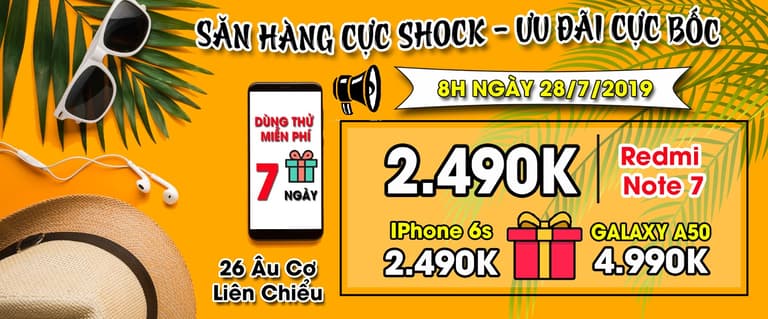 SĂN HÀNG CỰC SHOCK - ƯU ĐÃI CỰC BỐC
8H NGÀY 28/7/2019
DÙNG THỬ
MIỄN PHÍ
7
NGÀY
2.490K
Redmi
Note 7
IPhone 6s
2.490K
GALAXY A50
4.990K
26 Âu Cơ
Liên Chiểu